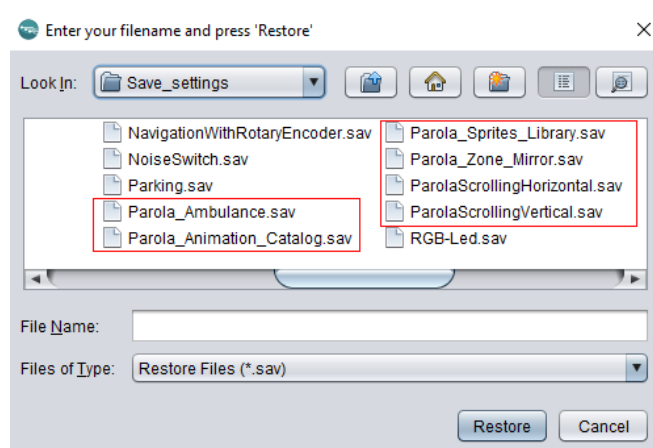 Enter your filename and press 'Restore'
Look In: Save_settings
NavigationWithRotaryEncoder.sav
NoiseSwitch.sav
Parking.sav
Parola_Ambulance.sav
Parola_Animation_Catalog.sav
Parola_Sprites_Library.sav
Parola_Zone_Mirror.sav
ParolaScrollingHorizontal.sav
ParolaScrollingVertical.sav
RGB-Led.sav
File Name:
Files of Type: Restore Files (*.sav)
Restore Cancel